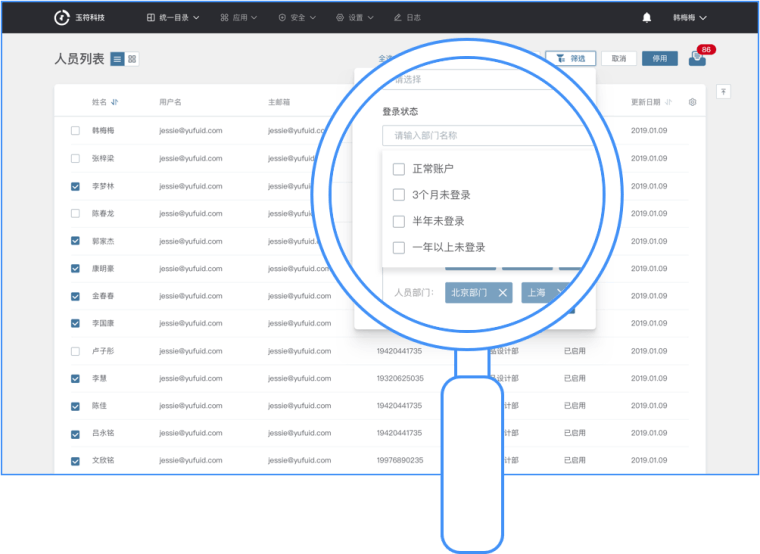 玉符科技 统一目录 应用 安全 设置 日志 韩梅梅
人员列表 筛选 取消 停用 86
请选择
姓名 用户名 主邮箱 登录状态 更新日期
韩梅梅 jessie@yufuid.com jessie@yufuid.co 请输入部门名称 2019.01.09
张梓梁 jessie@yufuid.com jessie@yufuid. 正常账户 2019.01.09
李梦林 jessie@yufuid.com jessie@yufuid. 3个月未登录 2019.01.09
陈春龙 jessie@yufuid.com jessie@yufuid. 半年未登录 2019.01.09
郭家杰 jessie@yufuid.com jessie@yufuid. 一年以上未登录 2019.01.09
康明豪 jessie@yufuid.com jessie@yufuid.com 2019.01.09
金春春 jessie@yufuid.com jessie@yufuid.com 人员部门: 北京部门 上海 2019.01.09
李国康 jessie@yufuid.com jessie@yufuid.com 2019.01.09
卢子彤 jessie@yufuid.com jessie@yufuid.com 19420441735 品设计部 已启用 2019.01.09
李慧 jessie@yufuid.com jessie@yufuid.com 19320625035 设计部 已启用 2019.01.09
陈佳 jessie@yufuid.com jessie@yufuid.com 19420441735 计部 已启用 2019.01.09
吕永铭 jessie@yufuid.com jessie@yufuid.com 19420441735 计部 已启用 2019.01.09
文欣铭 jessie@yufuid.com jessie@yufuid.com 19976890235 计部 已启用 2019.01.09